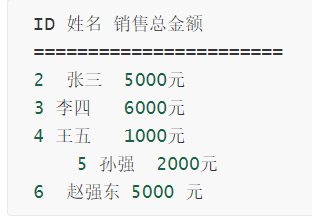 ID 姓名 销售总金额
========================
2  张三  5000元
3 李四   6000元
4 王五   1000元
    5 孙强  2000元
6  赵强东 5000 元